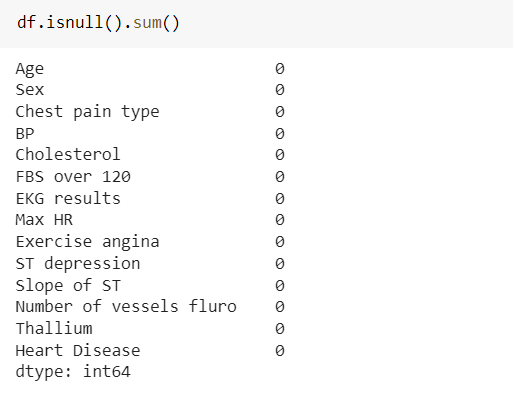 df.isnull().sum()
Age 0
Sex 0
Chest pain type 0
BP 0
Cholesterol 0
FBS over 120 0
EKG results 0
Max HR 0
Exercise angina 0
ST depression 0
Slope of ST 0
Number of vessels fluro 0
Thallium 0
Heart Disease 0
dtype: int64